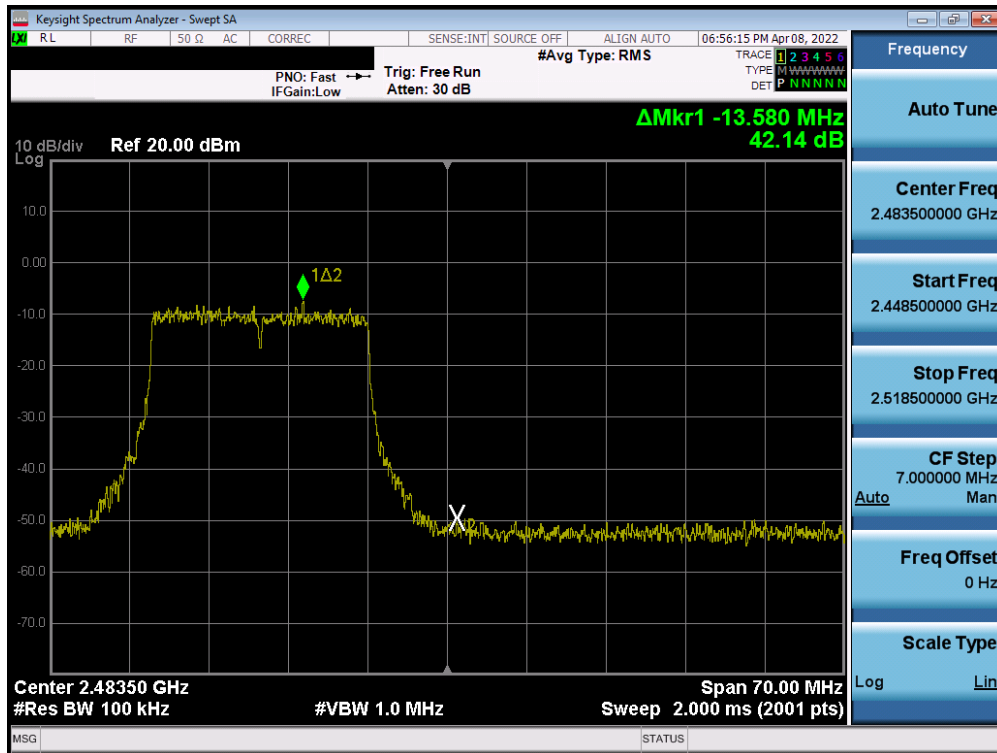 Keysight Spectrum Analyzer - Swept SA
LXI RL RF 50 Ω AC CORREC SENSE:INT SOURCE OFF ALIGN AUTO 06:56:15 PM Apr 08, 2022
#Avg Type: RMS
TRACE 1 2 3 4 5 6
PNO: Fast Trig: Free Run
TYPE M WWWWW
IFGain:Low Atten: 30 dB
DET P N N N N N
ΔMkr1 -13.580 MHz
42.14 dB
10 dB/div Ref 20.00 dBm
Log
10.0
0.00
1Δ2
-10.0
-20.0
-30.0
-40.0
-50.0
2
-60.0
-70.0
Center 2.48350 GHz Span 70.00 MHz
#Res BW 100 kHz #VBW 1.0 MHz Sweep 2.000 ms (2001 pts)
MSG STATUS
Frequency
Auto Tune
Center Freq
2.483500000 GHz
Start Freq
2.448500000 GHz
Stop Freq
2.518500000 GHz
CF Step
7.000000 MHz
Auto Man
Freq Offset
0 Hz
Scale Type
Log Lin